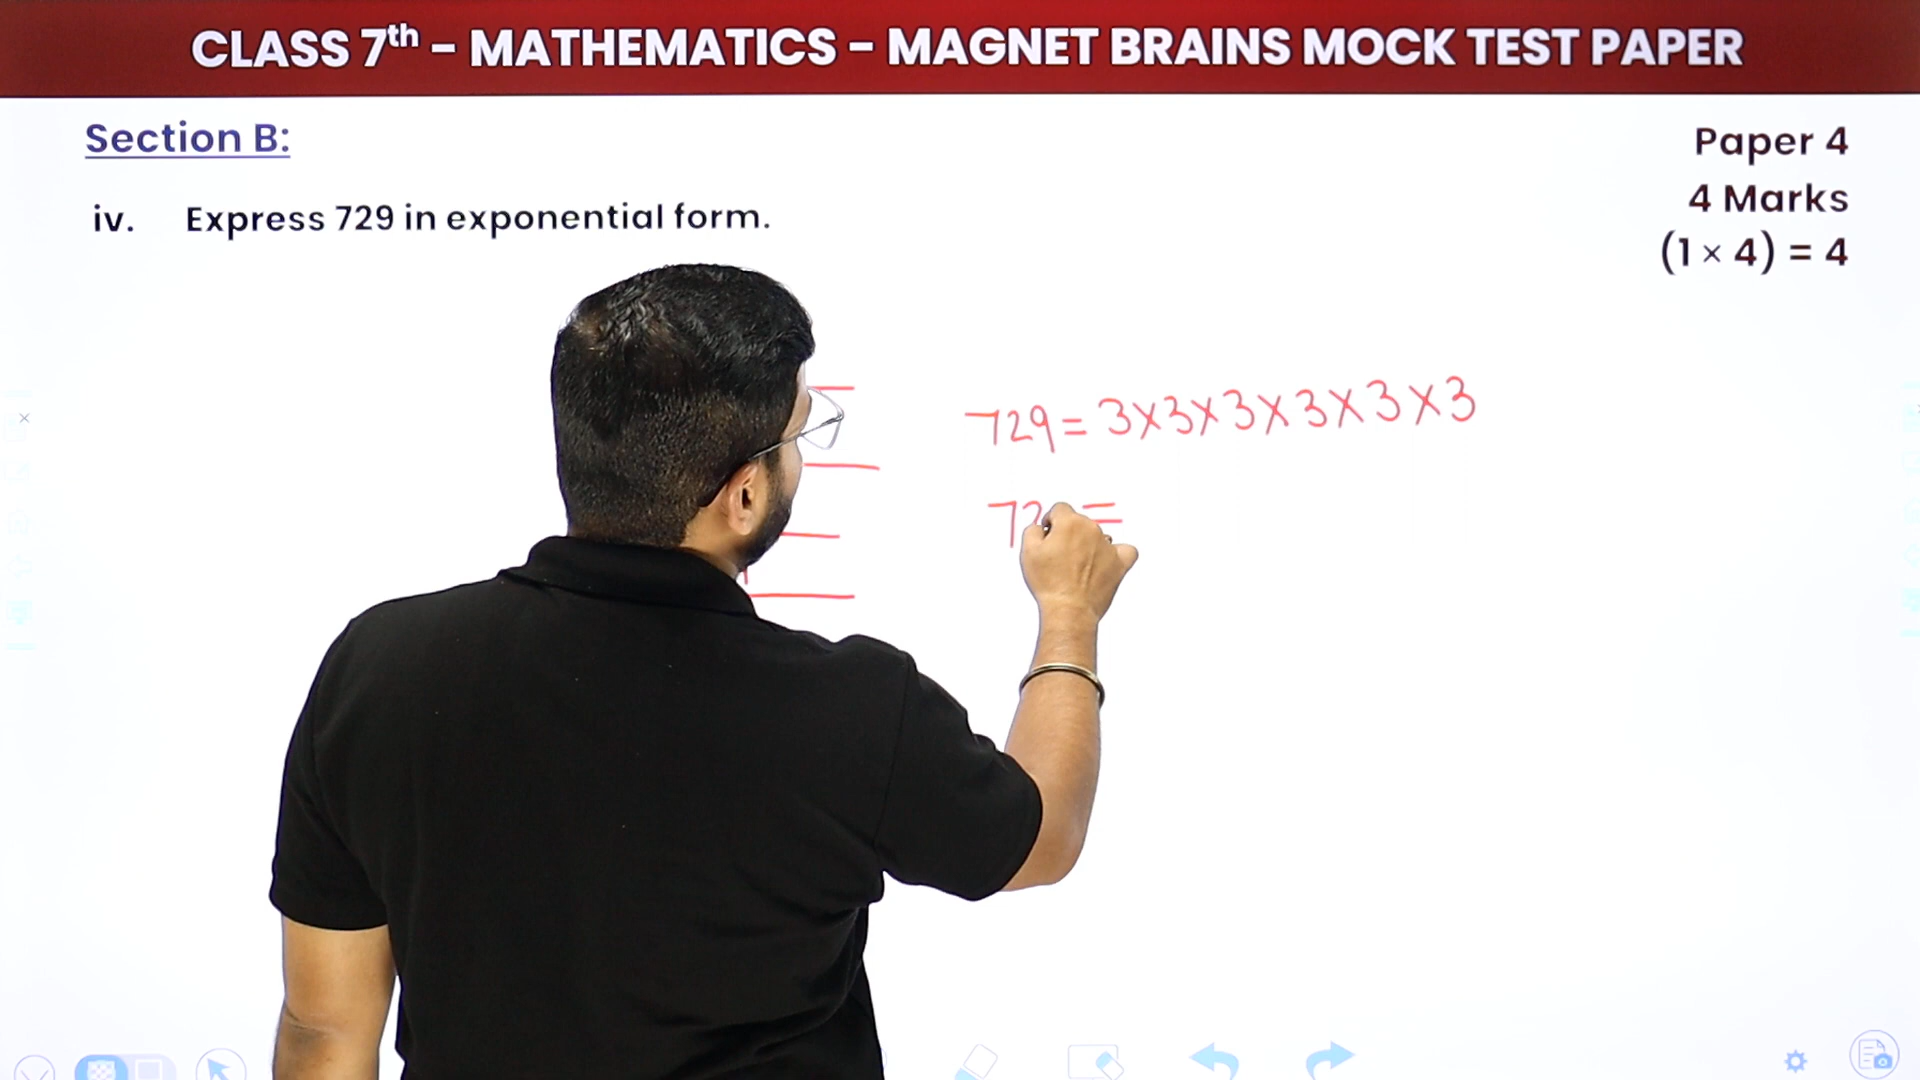 CLASS 7th – MATHEMATICS – MAGNET BRAINS MOCK TEST PAPER
Section B:
Paper 4
4 Marks
(1 × 4) = 4
iv. Express 729 in exponential form.
729 = 3×3×3×3×3×3
72 =